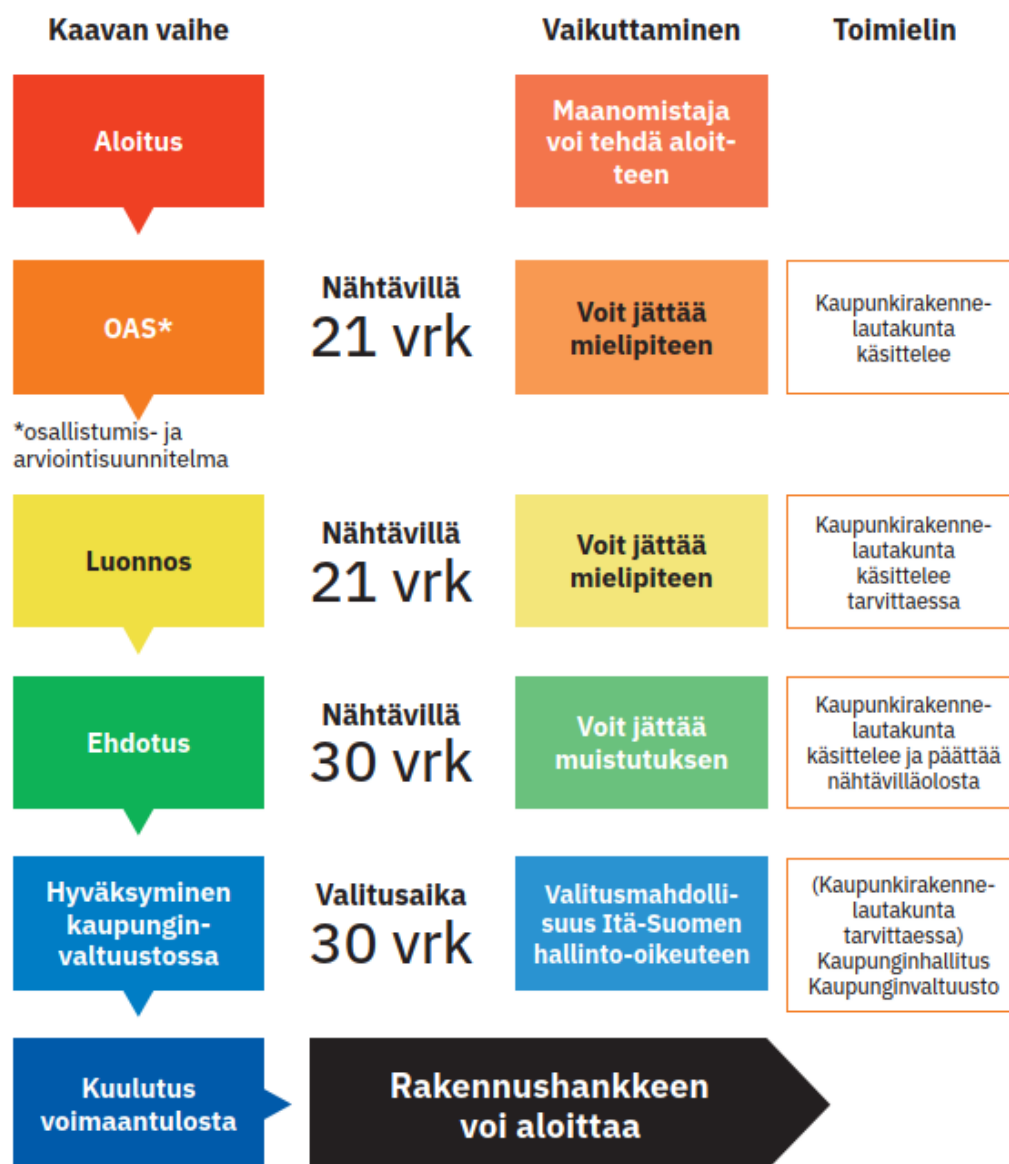 Kaavan vaihe
Vaikuttaminen
Toimielin
Aloitus
Maanomistaja
voi tehdä aloit-
teen
OAS*
Nähtävillä
21 vrk
Voit jättää
mielipiteen
Kaupunkirakenne-
lautakunta
käsittelee
*osallistumis- ja
arviointisuunnitelma
Luonnos
Nähtävillä
21 vrk
Voit jättää
mielipiteen
Kaupunkirakenne-
lautakunta
käsittelee
tarvittaessa
Ehdotus
Nähtävillä
30 vrk
Voit jättää
muistutuksen
Kaupunkirakenne-
lautakunta
käsittelee ja päättää
nähtävilläolosta
Hyväksyminen
kaupungin-
valtuustossa
Valitusaika
30 vrk
Valitusmahdolli-
suus Itä-Suomen
hallinto-oikeuteen
(Kaupunkirakenne-
lautakunta
tarvittaessa)
Kaupunginhallitus
Kaupunginvaltuusto
Kuulutus
voimaantulosta
Rakennushankkeen
voi aloittaa